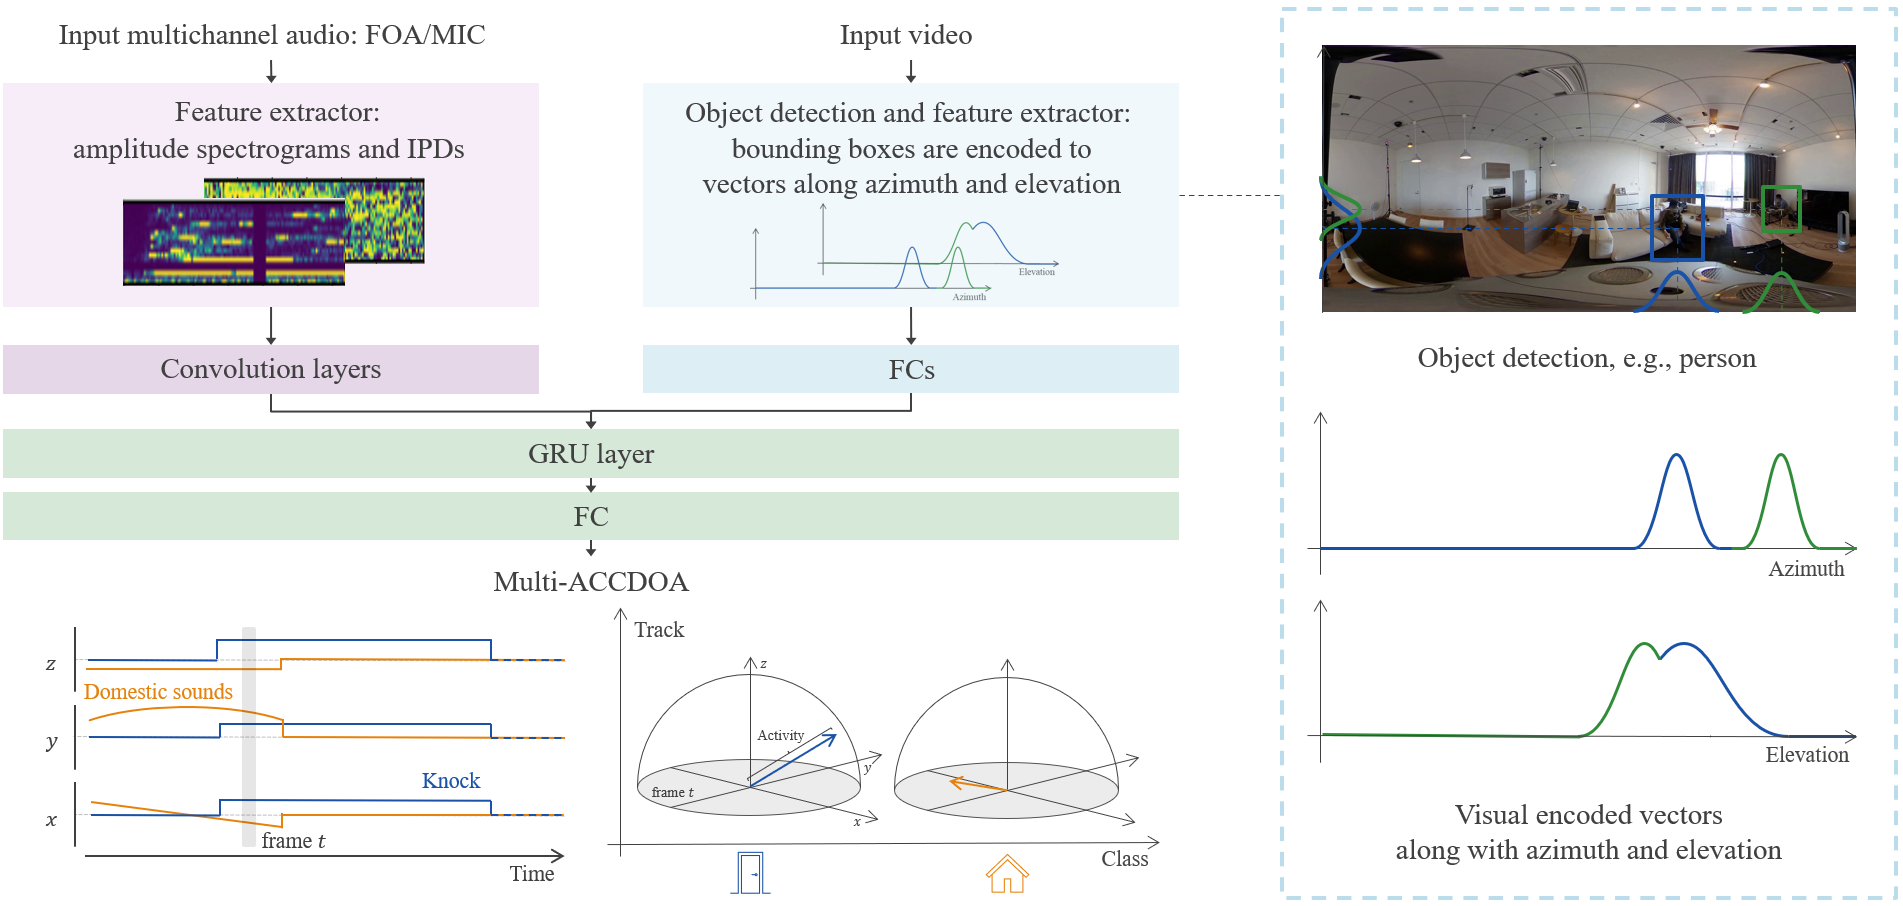 Input multichannel audio: FOA/MIC
Feature extractor:
amplitude spectrograms and IPDs
Convolution layers
Input video
Object detection and feature extractor:
bounding boxes are encoded to
vectors along azimuth and elevation
Elevation
Azimuth
FCs
GRU layer
FC
Multi-ACCDOA
z
Domestic sounds
y
Knock
x
frame t
Time
Track
z
Activity
y
frame t
x
Class
Object detection, e.g., person
Azimuth
Elevation
Visual encoded vectors
along with azimuth and elevation